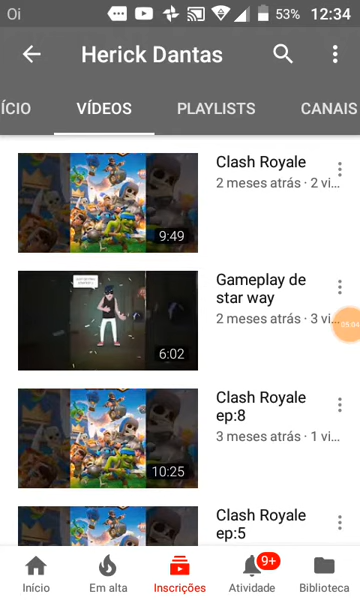 Oi 53% 12:34
Herick Dantas
ÍCIO VÍDEOS PLAYLISTS CANAIS
Clash Royale
2 meses atrás · 2 vi...
9:49
Gameplay de
star way
2 meses atrás · 3 vi...
05:04
6:02
Clash Royale
ep:8
3 meses atrás · 1 vi...
10:25
Clash Royale
ep:5
9+
Início Em alta Inscrições Atividade Biblioteca